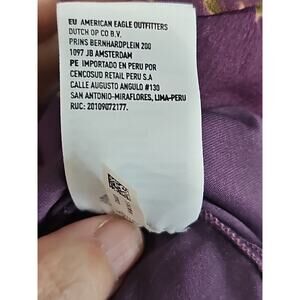 EU AMERICAN EAGLE OUTFITTERS
DUTCH OP CO B.V.
PRINS BERNHARDPLEIN 200
1097 JB AMSTERDAM
PE IMPORTADO EN PERU POR
CENCOSUD RETAIL PERU S.A
CALLE AUGUSTO ANGULO #130
SAN ANTONIO-MIRAFLORES, LIMA-PERU
RUC: 20109072177.